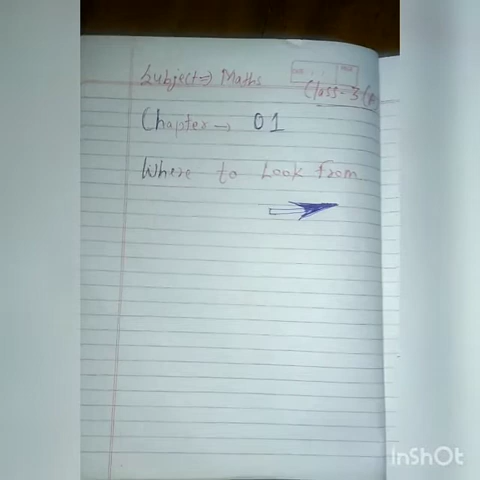 Subject⇒ Maths
Class-3
Chapter → 01
Where to Look From
InShOt